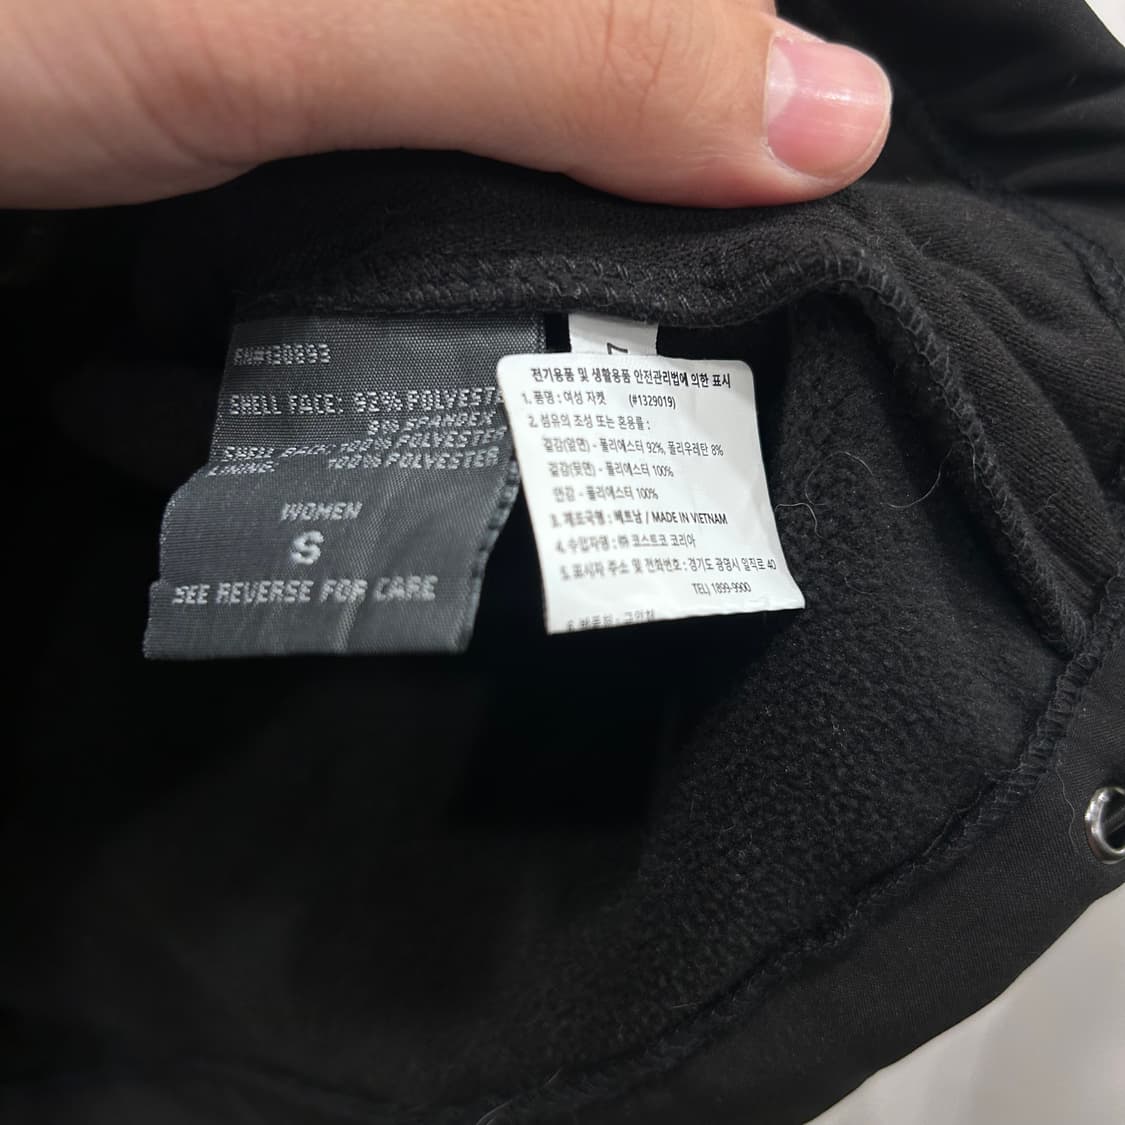 RN#130893
SHELL FACE: 92% POLYESTE
8% SPANDEX
SHELL BACK: 100% POLYESTE
LINING: 100% POLYESTER
WOMEN
S
SEE REVERSE FOR CARE
전기용품 및 생활용품 안전관리법에 의한 표시
1. 품명 : 여성 자켓 (#1329019)
2. 섬유의 조성 또는 혼용률 :
겉감(앞면) - 폴리에스터 92%, 폴리우레탄 8%
겉감(뒷면) - 폴리에스터 100%
안감 - 폴리에스터 100%
3. 제조국명 : 베트남 / MADE IN VIETNAM
4. 수입자명 : ㈜ 코스트코 코리아
5. 표시자 주소 및 전화번호 : 경기도 광명시 일직로 40
TEL) 1899-9900